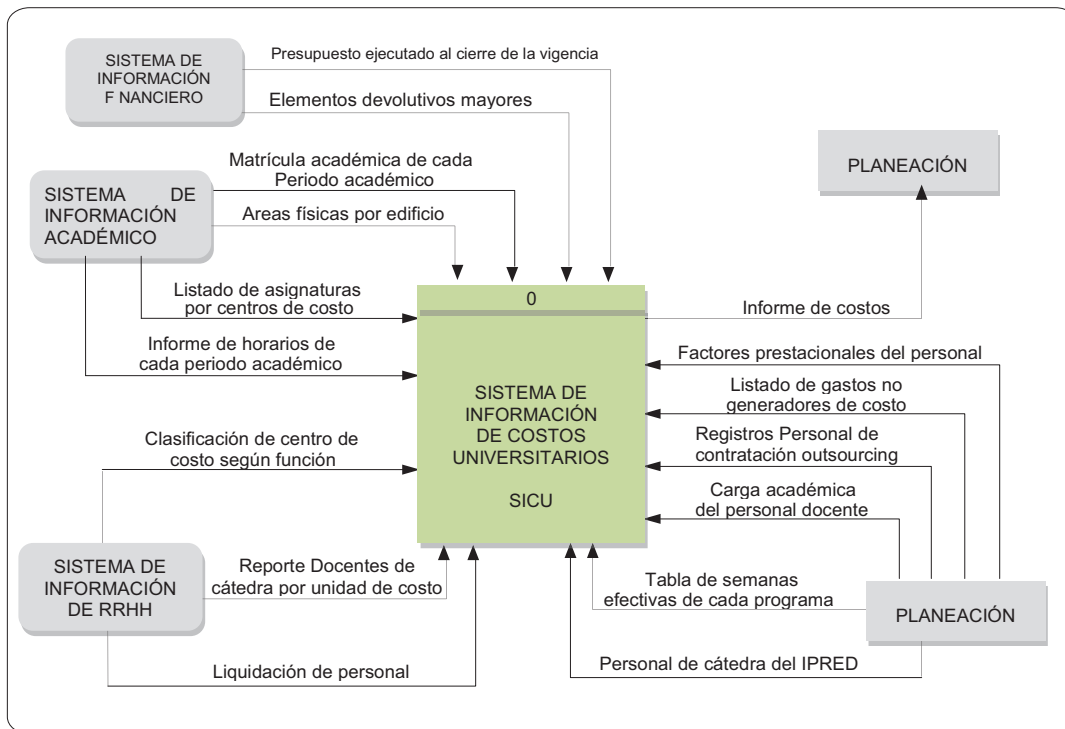 SISTEMA DE
INFORMACIÓN
F NANCIERO
Presupuesto ejecutado al cierre de la vigencia
Elementos devolutivos mayores
Matrícula académica de cada
Periodo académico
SISTEMA DE
INFORMACIÓN
ACADÉMICO
Areas físicas por edificio
PLANEACIÓN
Listado de asignaturas
por centros de costo
0
Informe de costos
Informe de horarios de
cada periodo académico
Factores prestacionales del personal
SISTEMA DE
INFORMACIÓN
DE COSTOS
UNIVERSITARIOS
SICU
Listado de gastos no
generadores de costo
Clasificación de centro de
costo según función
Registros Personal de
contratación outsourcing
Carga académica
del personal docente
SISTEMA DE
INFORMACIÓN
DE RRHH
Reporte Docentes de
cátedra por unidad de costo
Tabla de semanas
efectivas de cada programa
PLANEACIÓN
Liquidación de personal
Personal de cátedra del IPRED